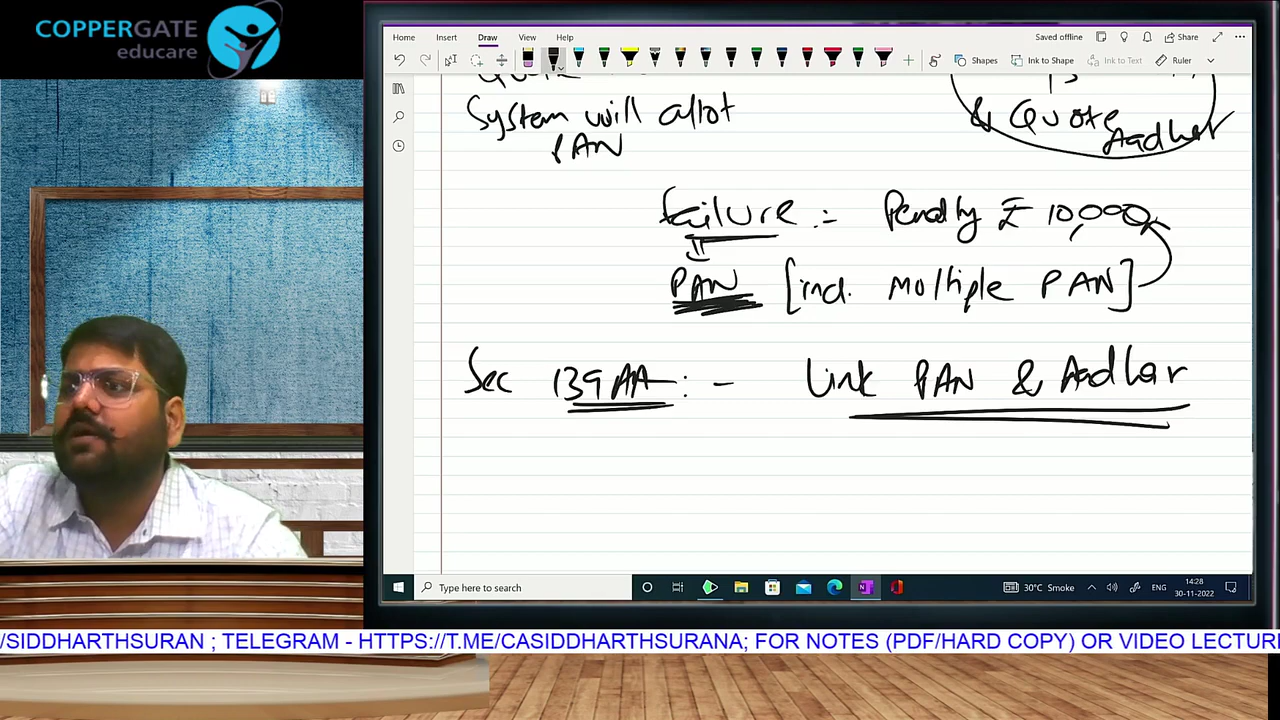 COPPERGATE
educare
Home Insert Draw View Help
Saved offline
Share
Shapes
Ink to Shape
Ink to Text
Ruler
System will allot
PAN
& Quote
Aadhar
failure :- Penalty ₹ 10,000
PAN [incl. Multiple PAN]
Sec 139AA :- Link PAN & Aadhar
Type here to search
30°C Smoke
ENG
14:28
30-11-2022
/SIDDHARTHSURAN ; TELEGRAM - HTTPS://T.ME/CASIDDHARTHSURANA; FOR NOTES (PDF/HARD COPY) OR VIDEO LECTURE